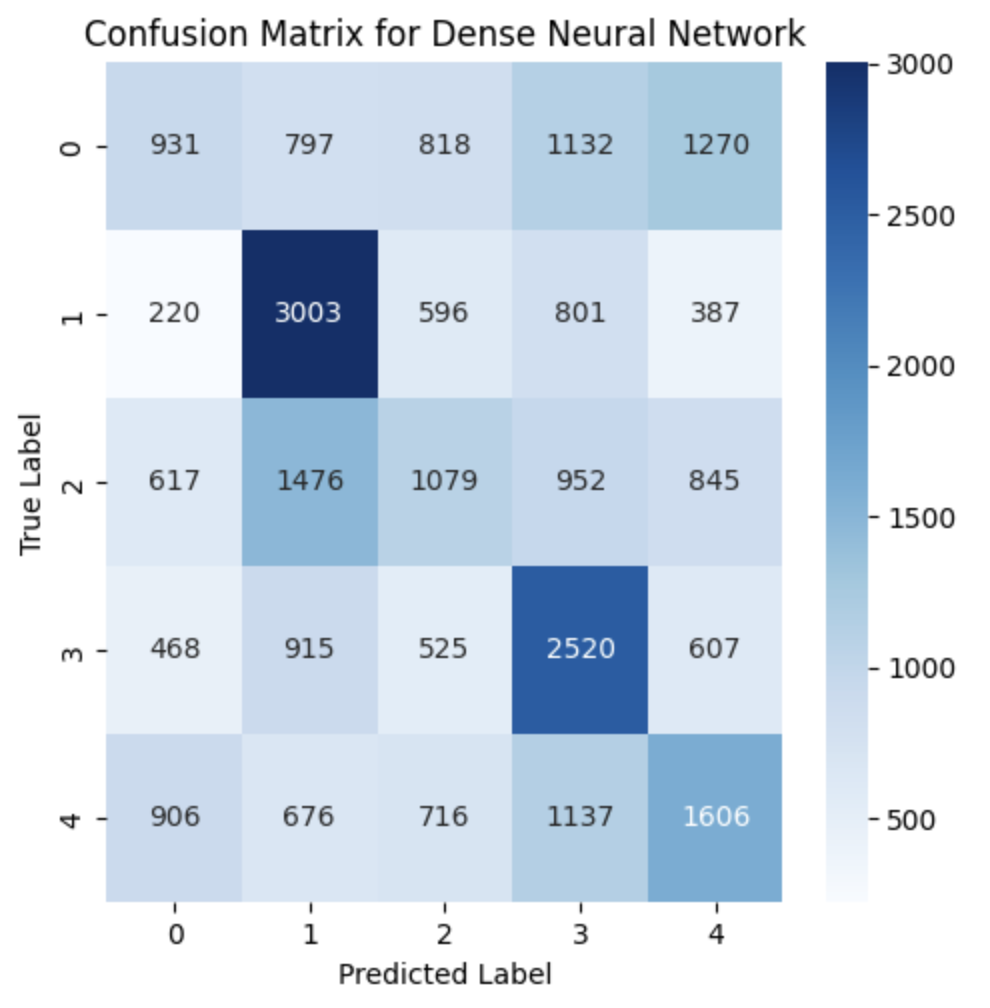 Confusion Matrix for Dense Neural Network
0 931 797 818 1132 1270
1 220 3003 596 801 387
2 617 1476 1079 952 845
3 468 915 525 2520 607
4 906 676 716 1137 1606
0 1 2 3 4
Predicted Label
True Label
3000
2500
2000
1500
1000
500